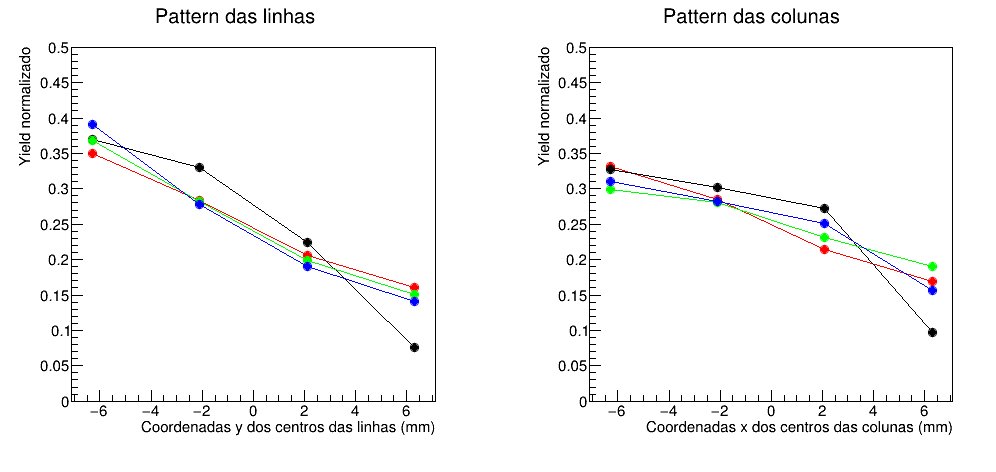 Pattern das linhas
Yield normalizado
0.5
0.45
0.4
0.35
0.3
0.25
0.2
0.15
0.1
0.05
0
−6 −4 −2 0 2 4 6
Coordenadas y dos centros das linhas (mm)
Pattern das colunas
Yield normalizado
0.5
0.45
0.4
0.35
0.3
0.25
0.2
0.15
0.1
0.05
0
−6 −4 −2 0 2 4 6
Coordenadas x dos centros das colunas (mm)